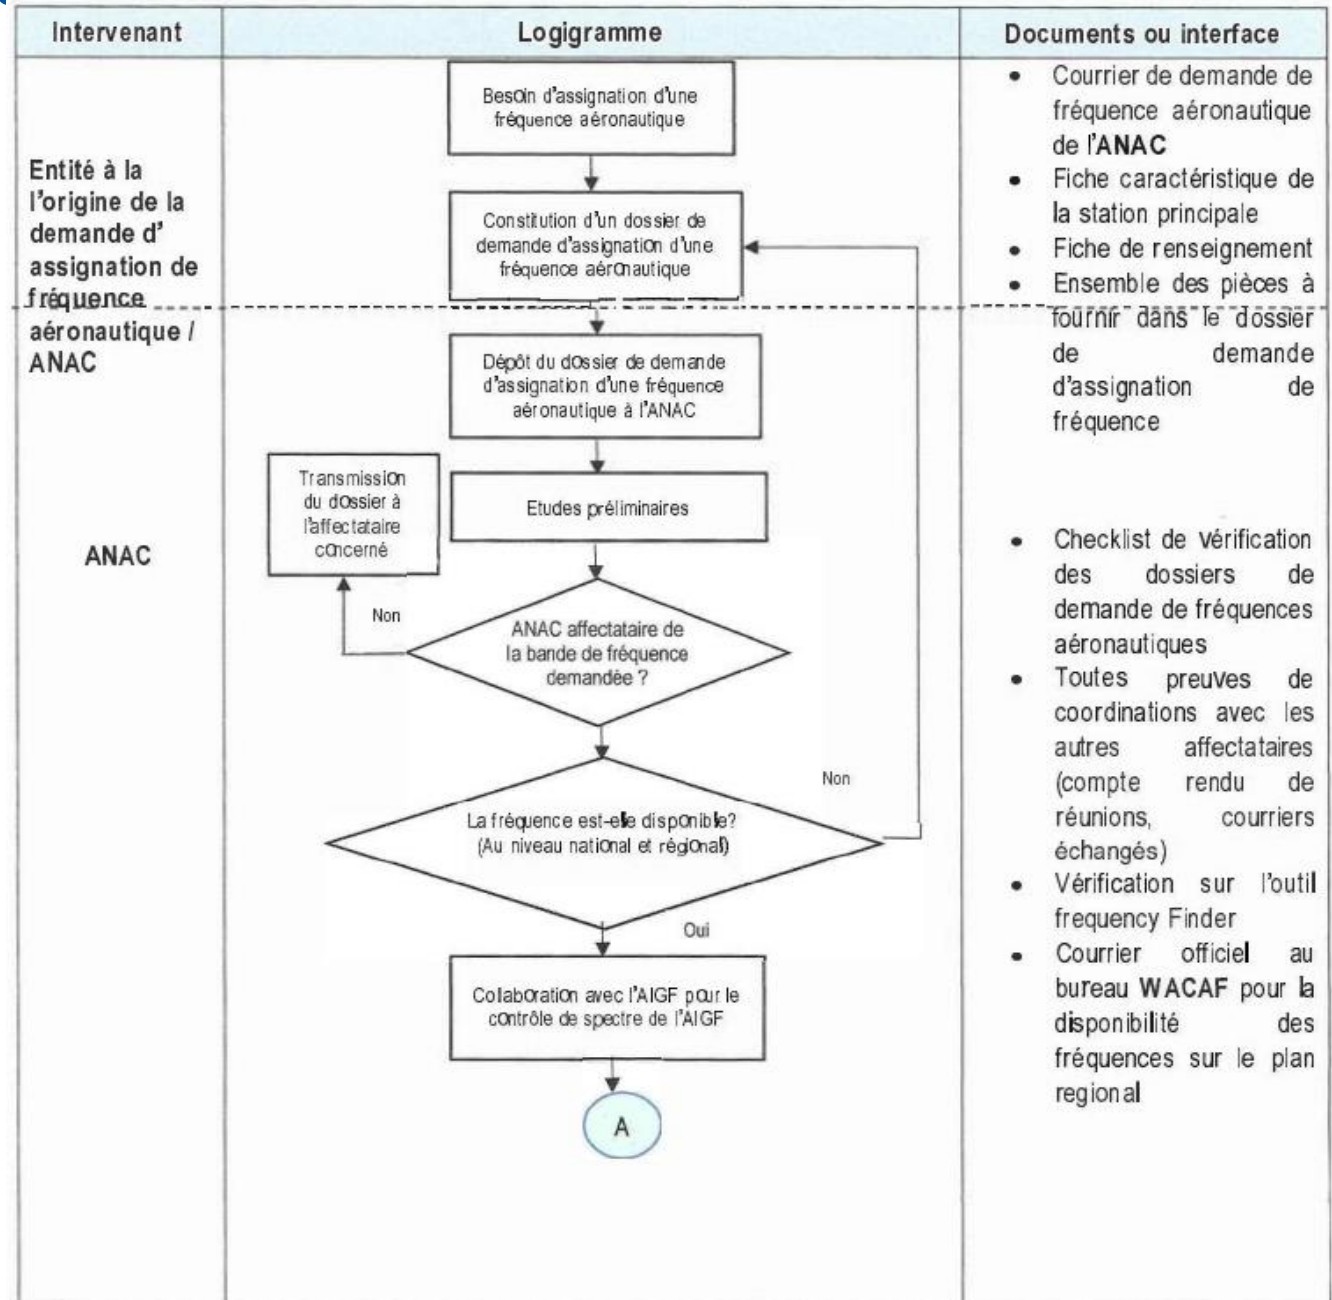 Intervenant
Logigramme
Documents ou interface
Entité à la
l'origine de la
demande d'
assignation de
fréquence
aéronautique /
ANAC
ANAC
Besoin d'assignation d'une
fréquence aéronautique
Constitution d'un dossier de
demande d'assignation d'une
fréquence aéronautique
Dépôt du dossier de demande
d'assignation d'une fréquence
aéronautique à l'ANAC
Transmission
du dossier à
l'affectataire
concerné
Etudes préliminaires
Non
ANAC affectataire de
la bande de fréquence
demandée ?
Non
La fréquence est-elle disponible?
(Au niveau national et régional)
Oui
Collaboration avec l'AIGF pour le
contrôle de spectre de l'AIGF
A
• Courrier de demande de
fréquence aéronautique
de l'ANAC
• Fiche caractéristique de
la station principale
• Fiche de renseignement
• Ensemble des pièces à
fournir dans le dossier
de demande
d'assignation de
fréquence
• Checklist de vérification
des dossiers de
demande de fréquences
aéronautiques
• Toutes preuves de
coordinations avec les
autres affectataires
(compte rendu de
réunions, courriers
échangés)
• Vérification sur l'outil
frequency Finder
• Courrier officiel au
bureau WACAF pour la
disponibilité des
fréquences sur le plan
regional